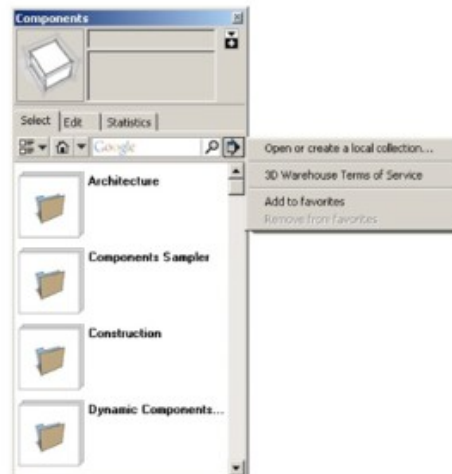 Components
Select Edit Statistics
Google
Open or create a local collection...
3D Warehouse Terms of Service
Add to favorites
Remove from favorites
Architecture
Components Sampler
Construction
Dynamic Components...